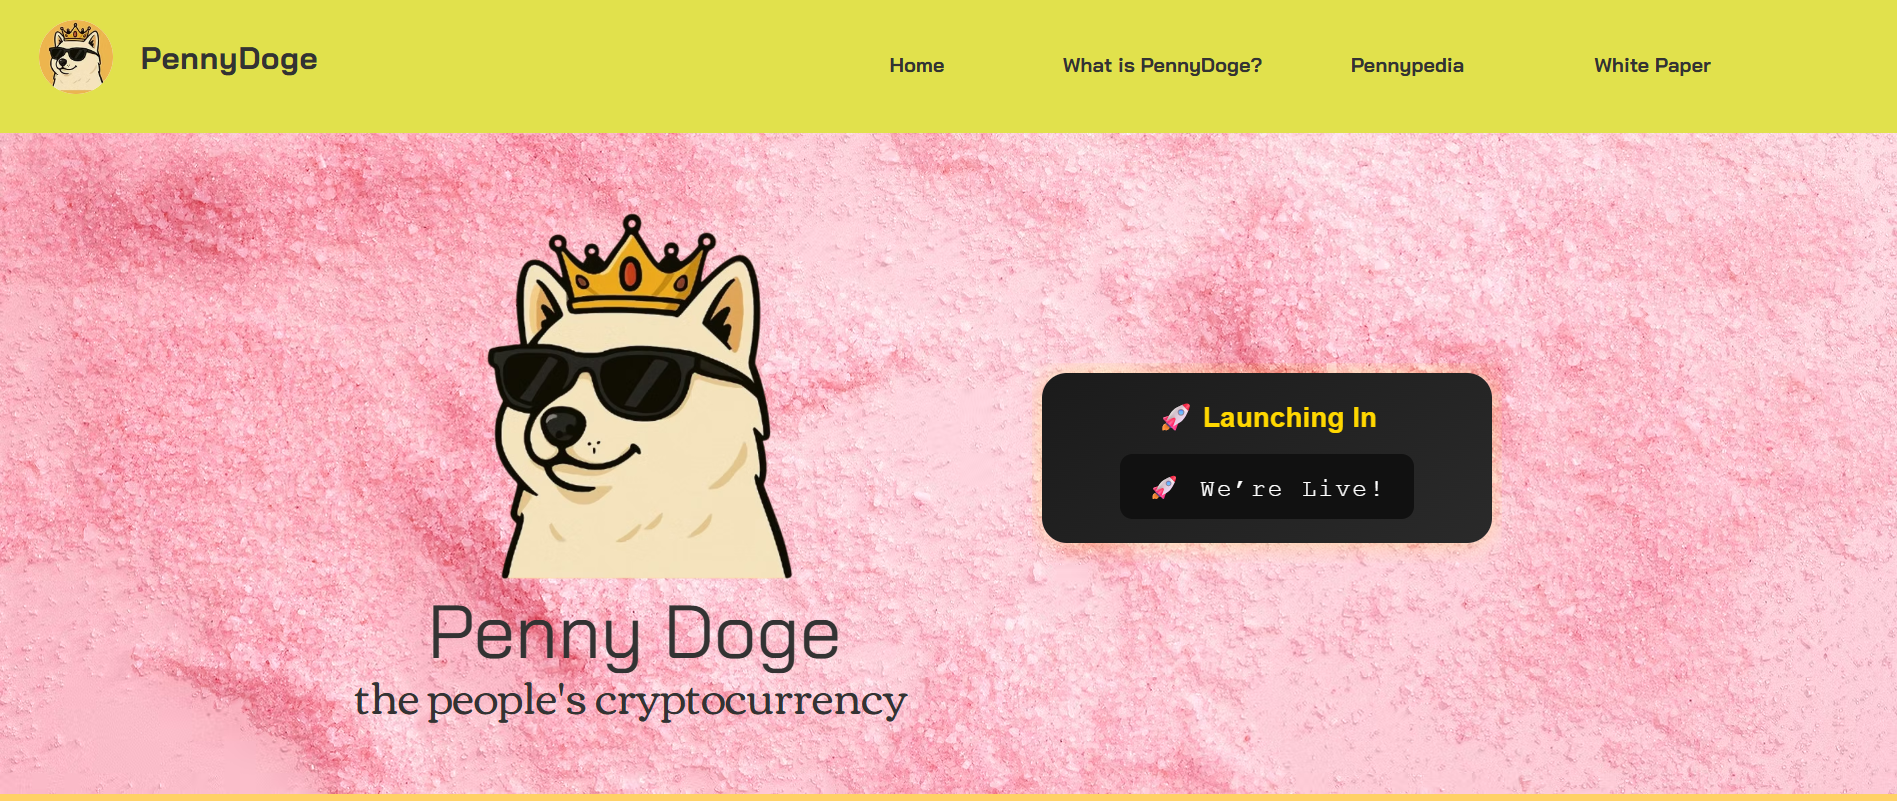 PennyDoge
Home
What is PennyDoge?
Pennypedia
White Paper
🚀 Launching In
🚀 We’re Live!
Penny Doge
the people's cryptocurrency